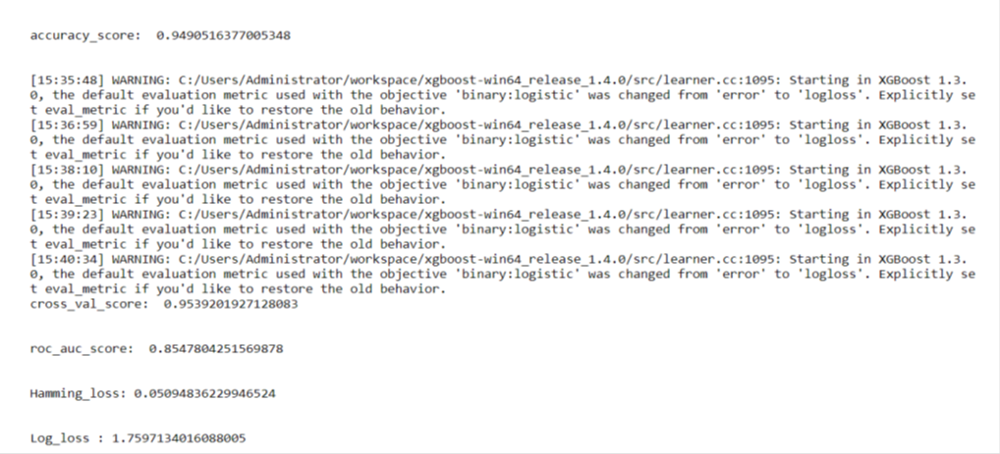 accuracy_score:  0.9490516377005348
[15:35:48] WARNING: C:/Users/Administrator/workspace/xgboost-win64_release_1.4.0/src/learner.cc:1095: Starting in XGBoost 1.3.
0, the default evaluation metric used with the objective 'binary:logistic' was changed from 'error' to 'logloss'. Explicitly se
t eval_metric if you'd like to restore the old behavior.
[15:36:59] WARNING: C:/Users/Administrator/workspace/xgboost-win64_release_1.4.0/src/learner.cc:1095: Starting in XGBoost 1.3.
0, the default evaluation metric used with the objective 'binary:logistic' was changed from 'error' to 'logloss'. Explicitly se
t eval_metric if you'd like to restore the old behavior.
[15:38:10] WARNING: C:/Users/Administrator/workspace/xgboost-win64_release_1.4.0/src/learner.cc:1095: Starting in XGBoost 1.3.
0, the default evaluation metric used with the objective 'binary:logistic' was changed from 'error' to 'logloss'. Explicitly se
t eval_metric if you'd like to restore the old behavior.
[15:39:23] WARNING: C:/Users/Administrator/workspace/xgboost-win64_release_1.4.0/src/learner.cc:1095: Starting in XGBoost 1.3.
0, the default evaluation metric used with the objective 'binary:logistic' was changed from 'error' to 'logloss'. Explicitly se
t eval_metric if you'd like to restore the old behavior.
[15:40:34] WARNING: C:/Users/Administrator/workspace/xgboost-win64_release_1.4.0/src/learner.cc:1095: Starting in XGBoost 1.3.
0, the default evaluation metric used with the objective 'binary:logistic' was changed from 'error' to 'logloss'. Explicitly se
t eval_metric if you'd like to restore the old behavior.
cross_val_score:  0.9539201927128083
roc_auc_score:  0.8547804251569878
Hamming_loss: 0.05094836229946524
Log_loss : 1.7597134016088005